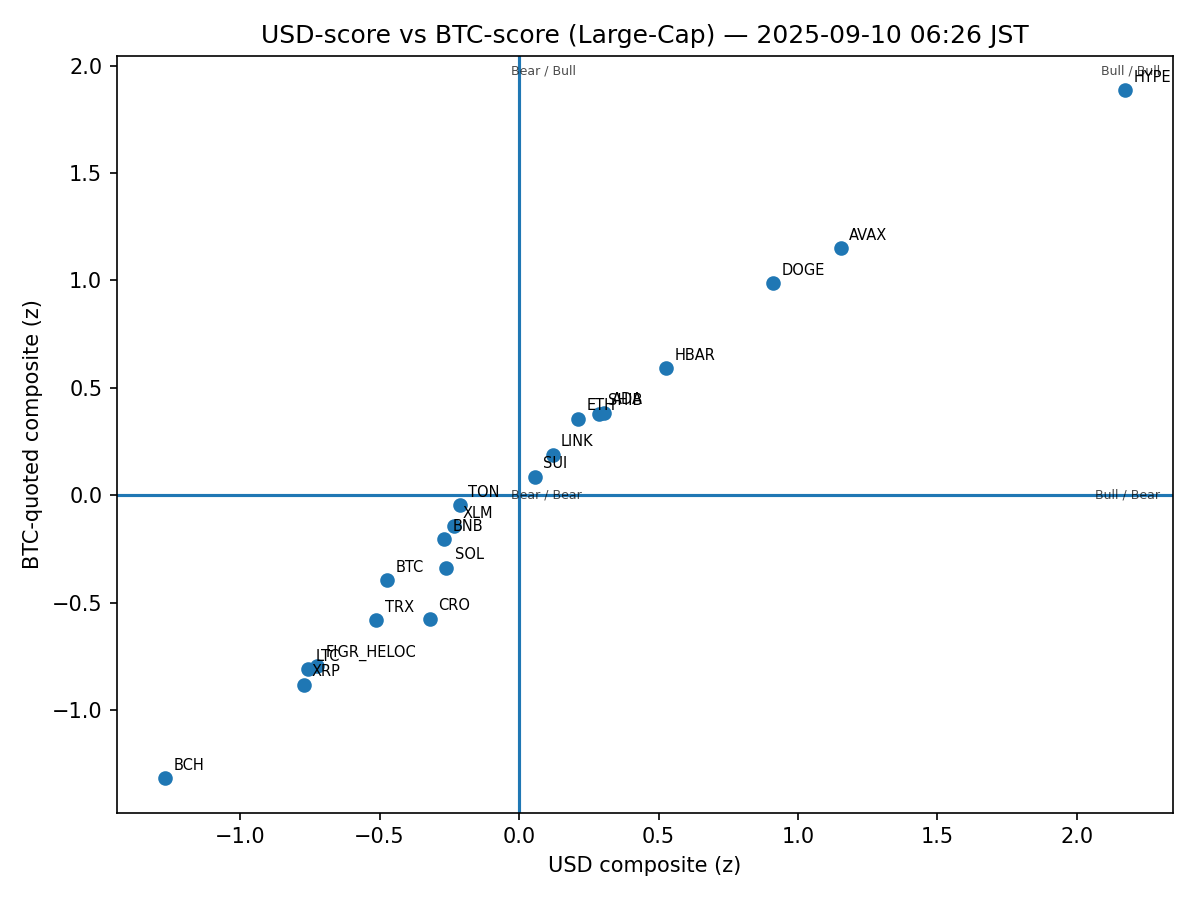 USD-score vs BTC-score (Large-Cap) — 2025-09-10 06:26 JST
2.0
1.5
1.0
0.5
0.0
−0.5
−1.0
BTC-quoted composite (z)
Bear / Bull
Bull / Bull
HYPE
AVAX
DOGE
HBAR
ADA
SHIB
ETH
LINK
SUI
TON
Bear / Bear
Bull / Bear
XLM
BNB
SOL
BTC
CRO
TRX
FIGR_HELOC
LTC
XRP
BCH
−1.0
−0.5
0.0
0.5
1.0
1.5
2.0
USD composite (z)